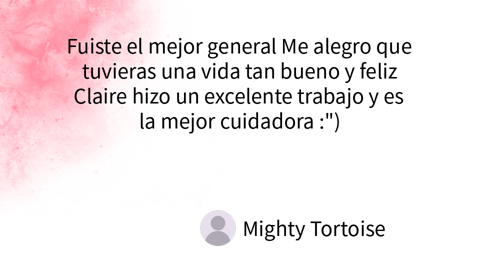 Fuiste el mejor general Me alegro que
tuvieras una vida tan bueno y feliz
Claire hizo un excelente trabajo y es
la mejor cuidadora :")
Mighty Tortoise